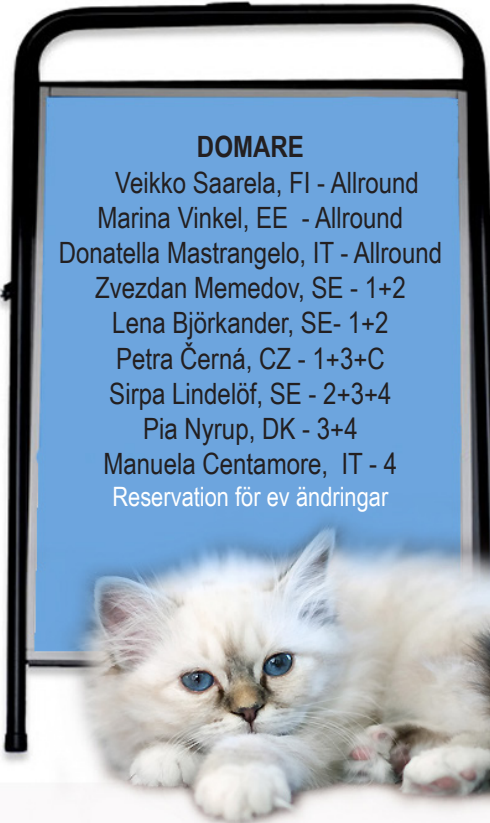 DOMARE
Veikko Saarela, FI - Allround
Marina Vinkel, EE - Allround
Donatella Mastrangelo, IT - Allround
Zvezdan Memedov, SE - 1+2
Lena Björkander, SE- 1+2
Petra Černá, CZ - 1+3+C
Sirpa Lindelöf, SE - 2+3+4
Pia Nyrup, DK - 3+4
Manuela Centamore, IT - 4
Reservation för ev ändringar